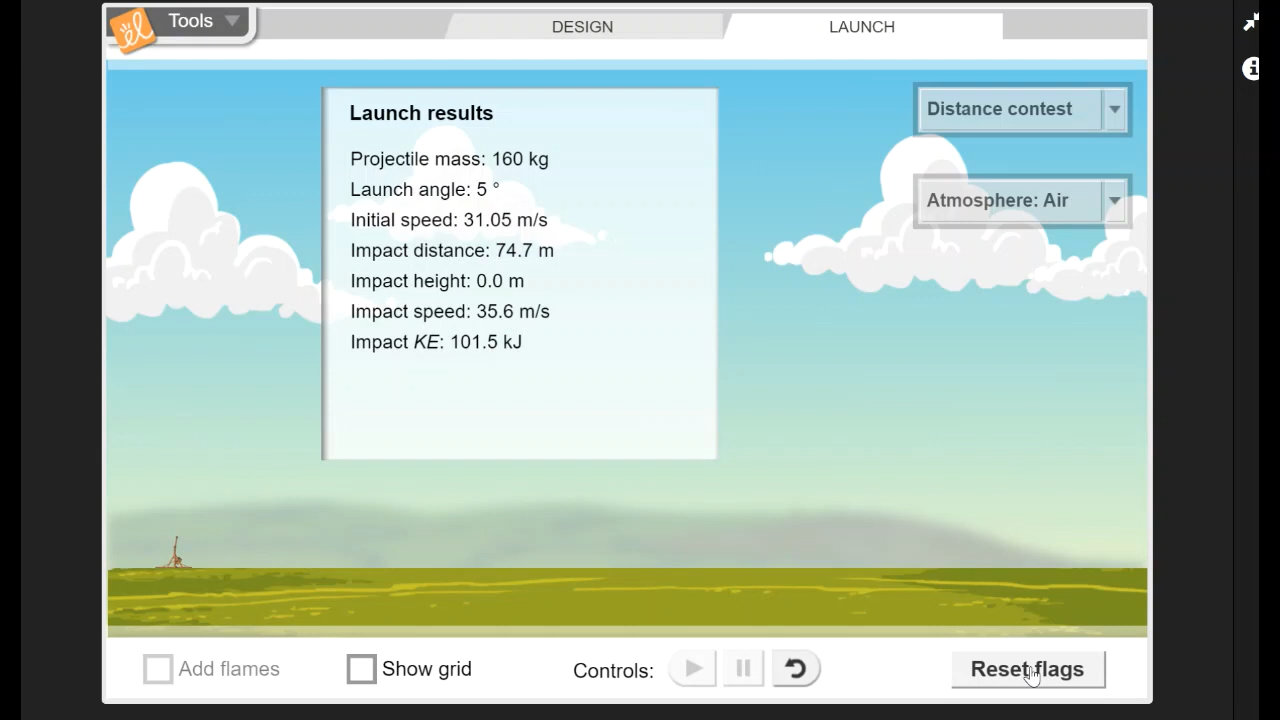 Tools
DESIGN
LAUNCH
Launch results
Projectile mass: 160 kg
Launch angle: 5 °
Initial speed: 31.05 m/s
Impact distance: 74.7 m
Impact height: 0.0 m
Impact speed: 35.6 m/s
Impact KE: 101.5 kJ
Distance contest
Atmosphere: Air
Add flames
Show grid
Controls:
Reset flags